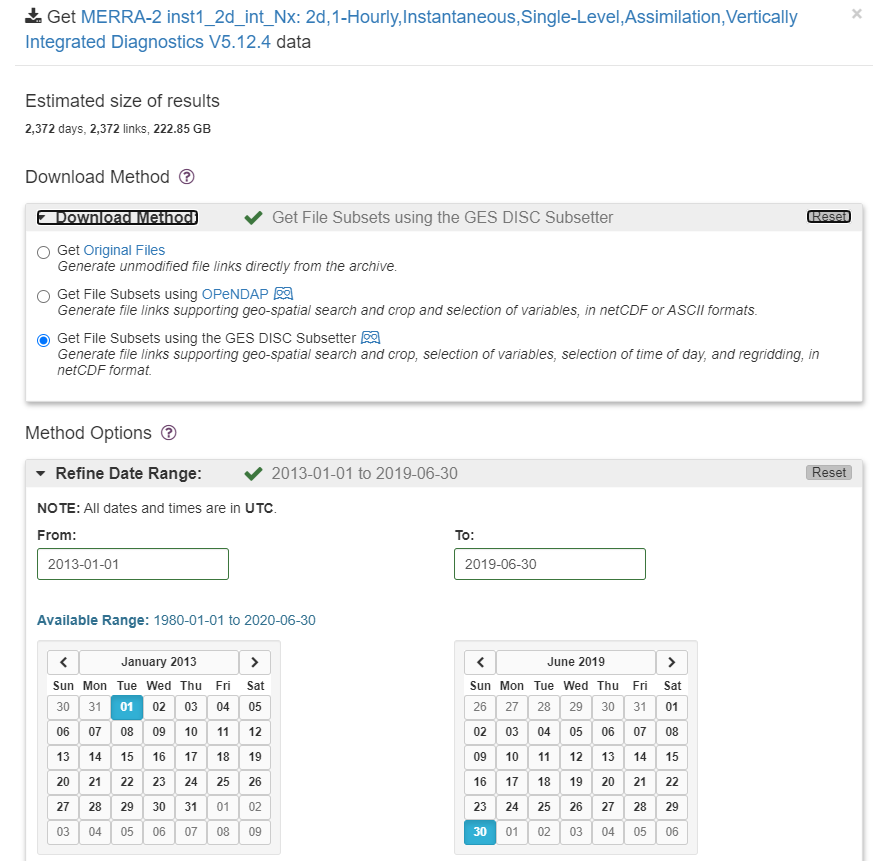 Get MERRA-2 inst1_2d_int_Nx: 2d,1-Hourly,Instantaneous,Single-Level,Assimilation,Vertically
Integrated Diagnostics V5.12.4 data
×
Estimated size of results
2,372 days, 2,372 links, 222.85 GB
Download Method ?
Download Method: Get File Subsets using the GES DISC Subsetter Reset
Get Original Files
Generate unmodified file links directly from the archive.
Get File Subsets using OPeNDAP
Generate file links supporting geo-spatial search and crop and selection of variables, in netCDF or ASCII formats.
Get File Subsets using the GES DISC Subsetter
Generate file links supporting geo-spatial search and crop, selection of variables, selection of time of day, and regridding, in
netCDF format.
Method Options ?
Refine Date Range: 2013-01-01 to 2019-06-30 Reset
NOTE: All dates and times are in UTC.
From: To:
2013-01-01 2019-06-30
Available Range: 1980-01-01 to 2020-06-30
January 2013
Sun Mon Tue Wed Thu Fri Sat
30 31 01 02 03 04 05
06 07 08 09 10 11 12
13 14 15 16 17 18 19
20 21 22 23 24 25 26
27 28 29 30 31 01 02
03 04 05 06 07 08 09
June 2019
Sun Mon Tue Wed Thu Fri Sat
26 27 28 29 30 31 01
02 03 04 05 06 07 08
09 10 11 12 13 14 15
16 17 18 19 20 21 22
23 24 25 26 27 28 29
30 01 02 03 04 05 06